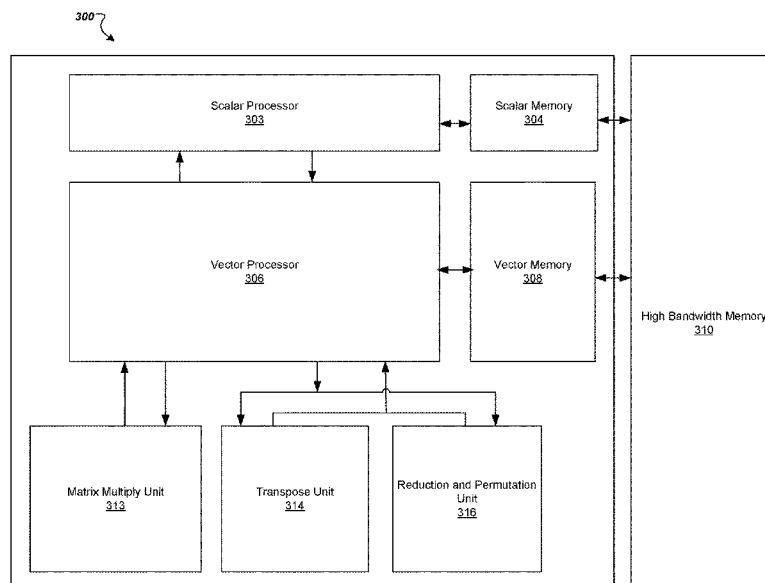 300
Scalar Processor
303
Scalar Memory
304
Vector Processor
306
Vector Memory
308
High Bandwidth Memory
310
Matrix Multiply Unit
313
Transpose Unit
314
Reduction and Permutation
Unit
316